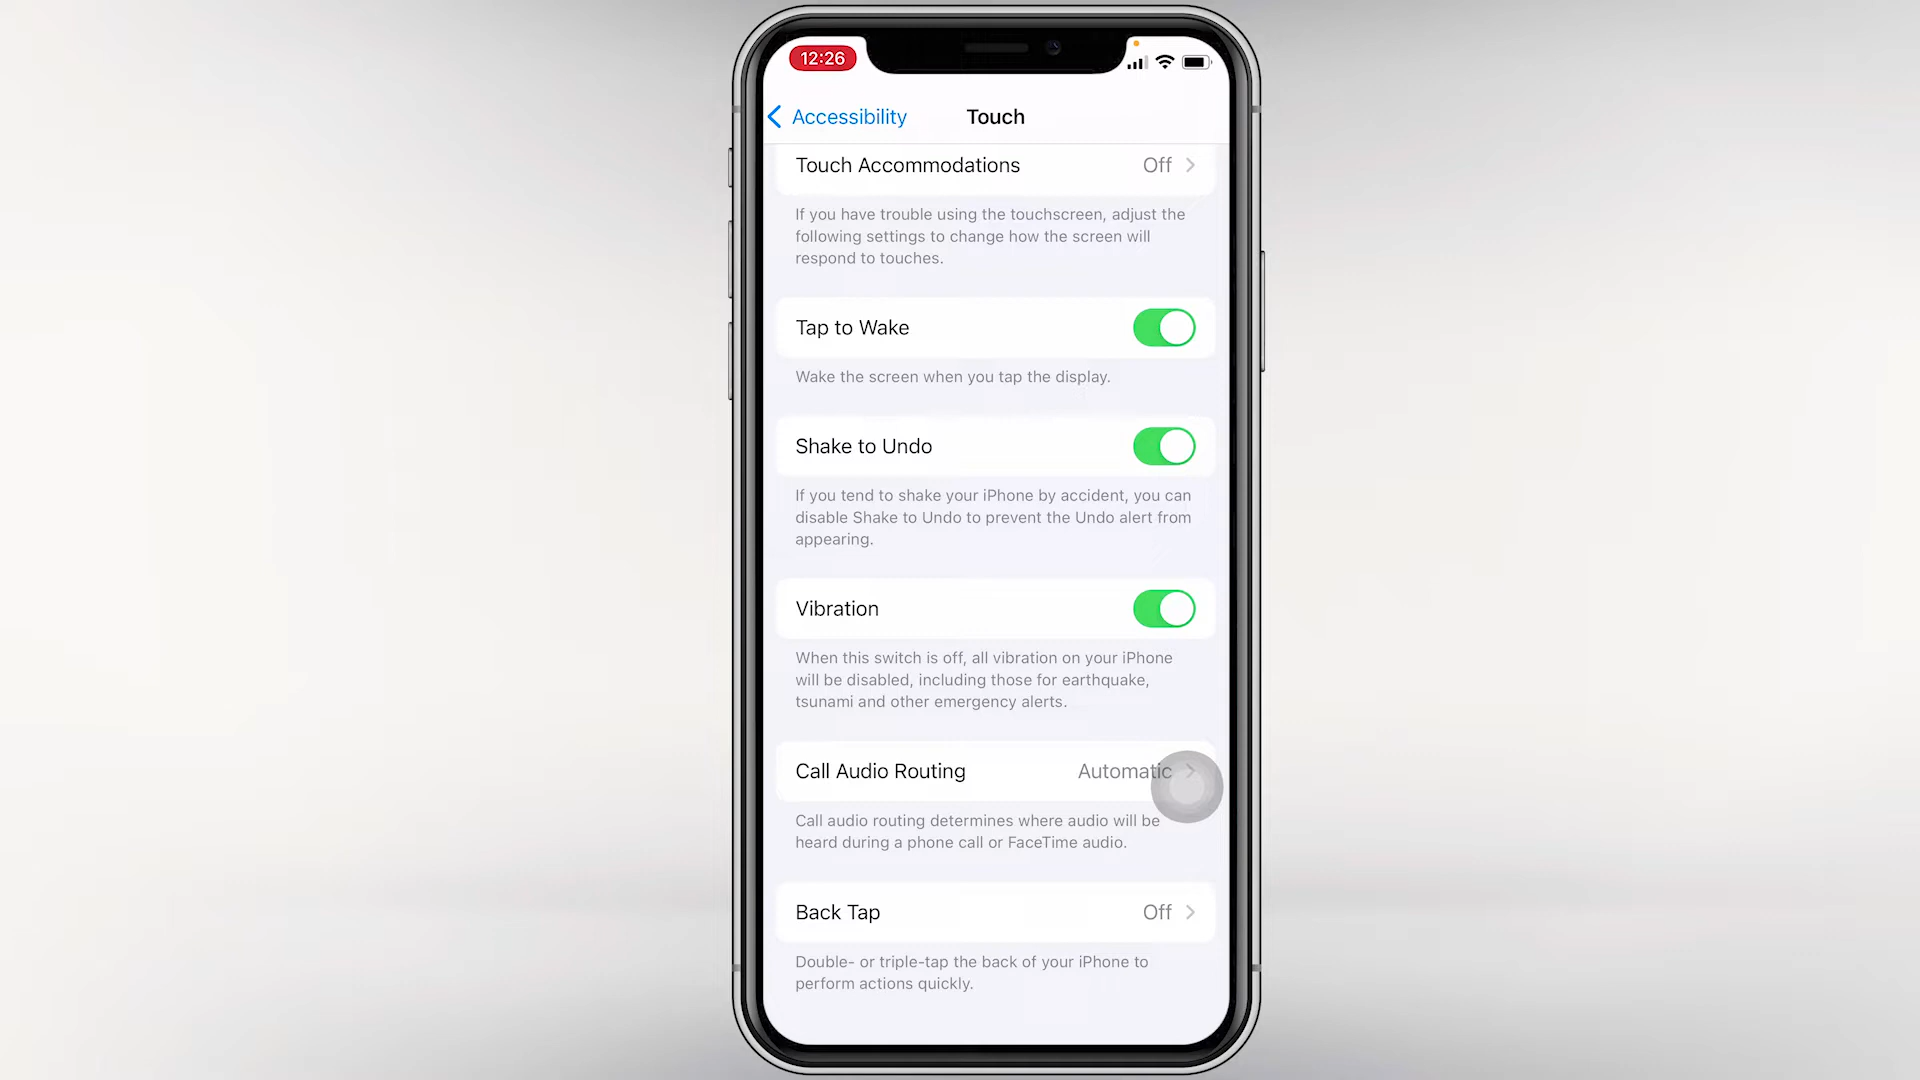 12:26
Accessibility
Touch
Touch Accommodations Off
If you have trouble using the touchscreen, adjust the
following settings to change how the screen will
respond to touches.
Tap to Wake
Wake the screen when you tap the display.
Shake to Undo
If you tend to shake your iPhone by accident, you can
disable Shake to Undo to prevent the Undo alert from
appearing.
Vibration
When this switch is off, all vibration on your iPhone
will be disabled, including those for earthquake,
tsunami and other emergency alerts.
Call Audio Routing Automatic
Call audio routing determines where audio will be
heard during a phone call or FaceTime audio.
Back Tap Off
Double- or triple-tap the back of your iPhone to
perform actions quickly.